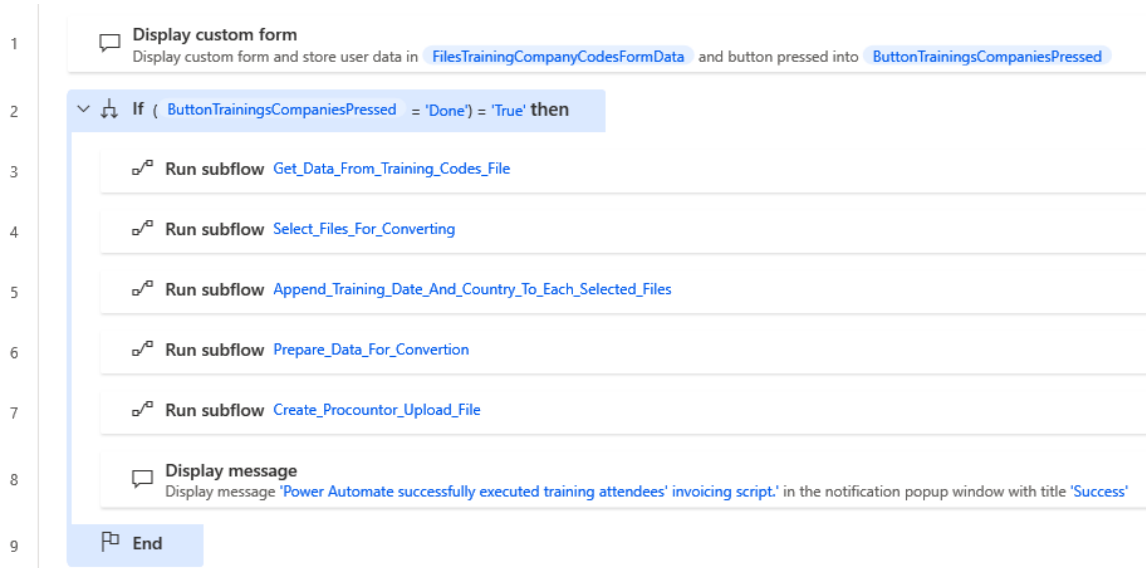 1
Display custom form
Display custom form and store user data in FilesTrainingCompanyCodesFormData and button pressed into ButtonTrainingsCompaniesPressed
2
If ( ButtonTrainingsCompaniesPressed = 'Done') = 'True' then
3
Run subflow Get_Data_From_Training_Codes_File
4
Run subflow Select_Files_For_Converting
5
Run subflow Append_Training_Date_And_Country_To_Each_Selected_Files
6
Run subflow Prepare_Data_For_Convertion
7
Run subflow Create_Procountor_Upload_File
8
Display message
Display message 'Power Automate successfully executed training attendees' invoicing script.' in the notification popup window with title 'Success'
9
End